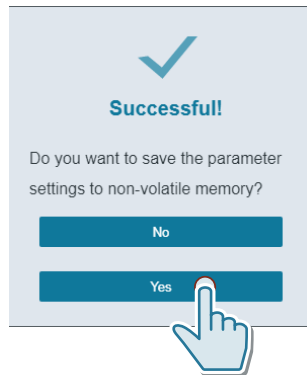 Successful!
Do you want to save the parameter
settings to non-volatile memory?
No
Yes